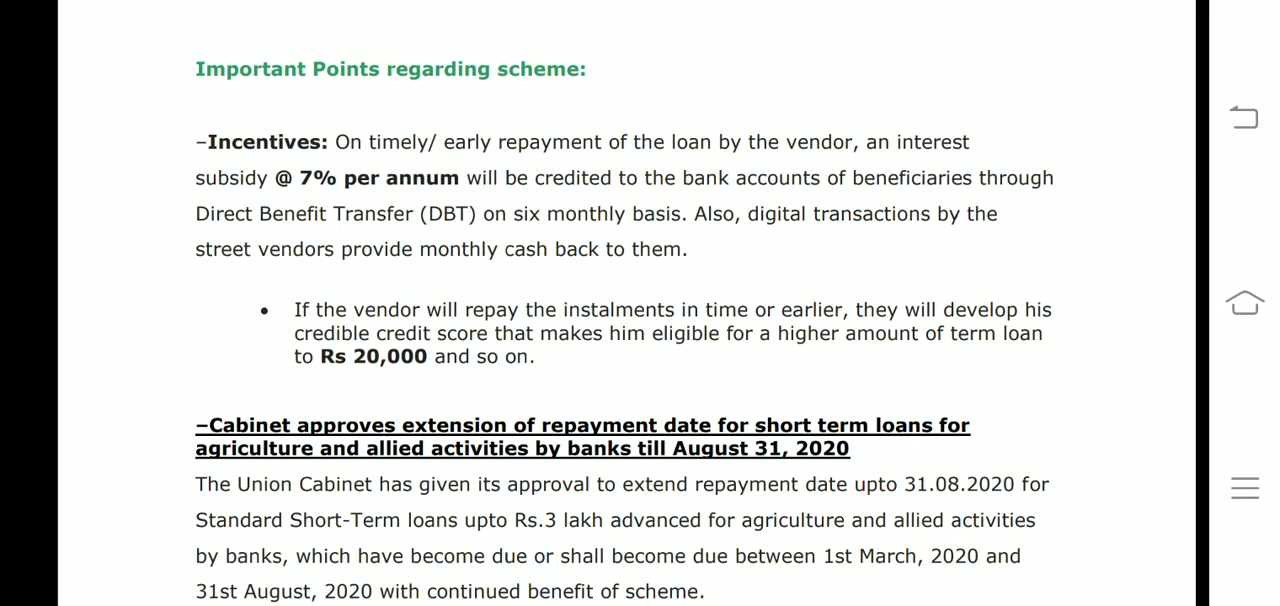 Important Points regarding scheme:
–Incentives: On timely/ early repayment of the loan by the vendor, an interest
subsidy @ 7% per annum will be credited to the bank accounts of beneficiaries through
Direct Benefit Transfer (DBT) on six monthly basis. Also, digital transactions by the
street vendors provide monthly cash back to them.
• If the vendor will repay the instalments in time or earlier, they will develop his
credible credit score that makes him eligible for a higher amount of term loan
to Rs 20,000 and so on.
–Cabinet approves extension of repayment date for short term loans for
agriculture and allied activities by banks till August 31, 2020
The Union Cabinet has given its approval to extend repayment date upto 31.08.2020 for
Standard Short-Term loans upto Rs.3 lakh advanced for agriculture and allied activities
by banks, which have become due or shall become due between 1st March, 2020 and
31st August, 2020 with continued benefit of scheme.